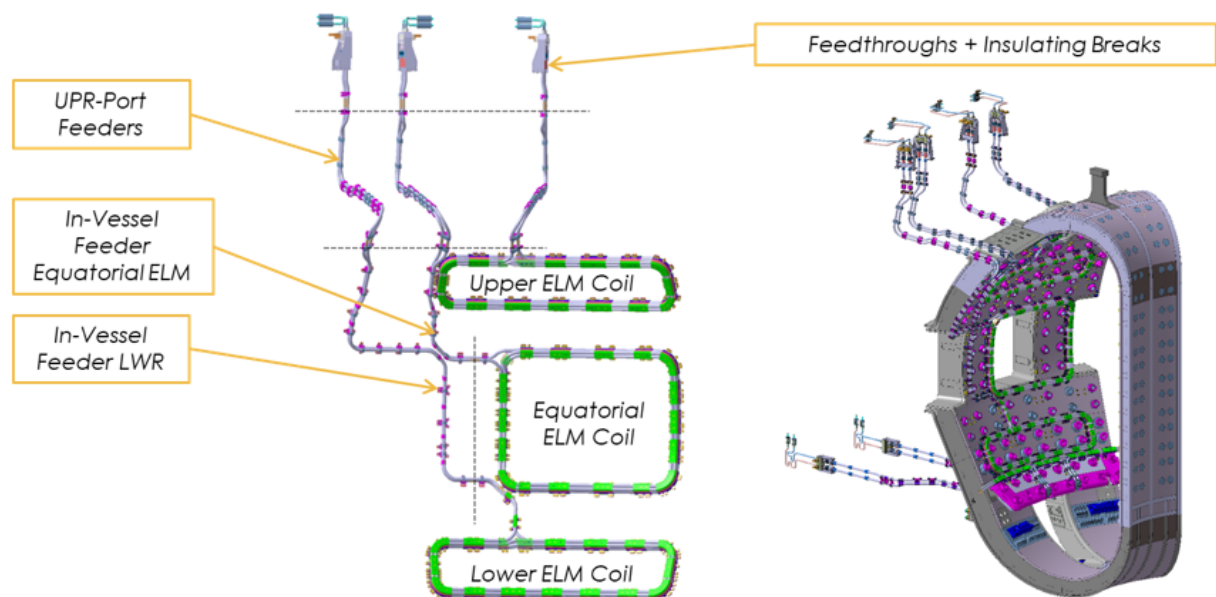 Feedthroughs + Insulating Breaks
UPR-Port
Feeders
In-Vessel
Feeder
Equatorial ELM
Upper ELM Coil
In-Vessel
Feeder LWR
Equatorial
ELM Coil
Lower ELM Coil